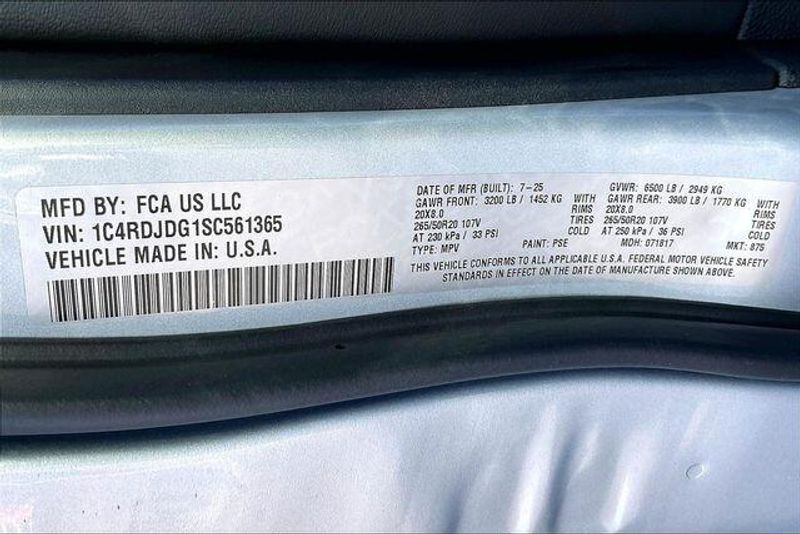 MFD BY: FCA US LLC
VIN: 1C4RDJDG1SC561365
VEHICLE MADE IN: U.S.A.
DATE OF MFR (BUILT): 7-25 GVWR: 6500 LB / 2949 KG
GAWR FRONT: 3200 LB / 1452 KG WITH GAWR REAR: 3900 LB / 1770 KG WITH
20X8.0 RIMS 20X8.0 RIMS
265/50R20 107V TIRES 265/50R20 107V TIRES
AT 230 kPa / 33 PSI COLD AT 250 kPa / 36 PSI COLD
TYPE: MPV PAINT: PSE MDH: 071817 MKT: 875
THIS VEHICLE CONFORMS TO ALL APPLICABLE U.S.A. FEDERAL MOTOR VEHICLE SAFETY
STANDARDS IN EFFECT ON THE DATE OF MANUFACTURE SHOWN ABOVE.